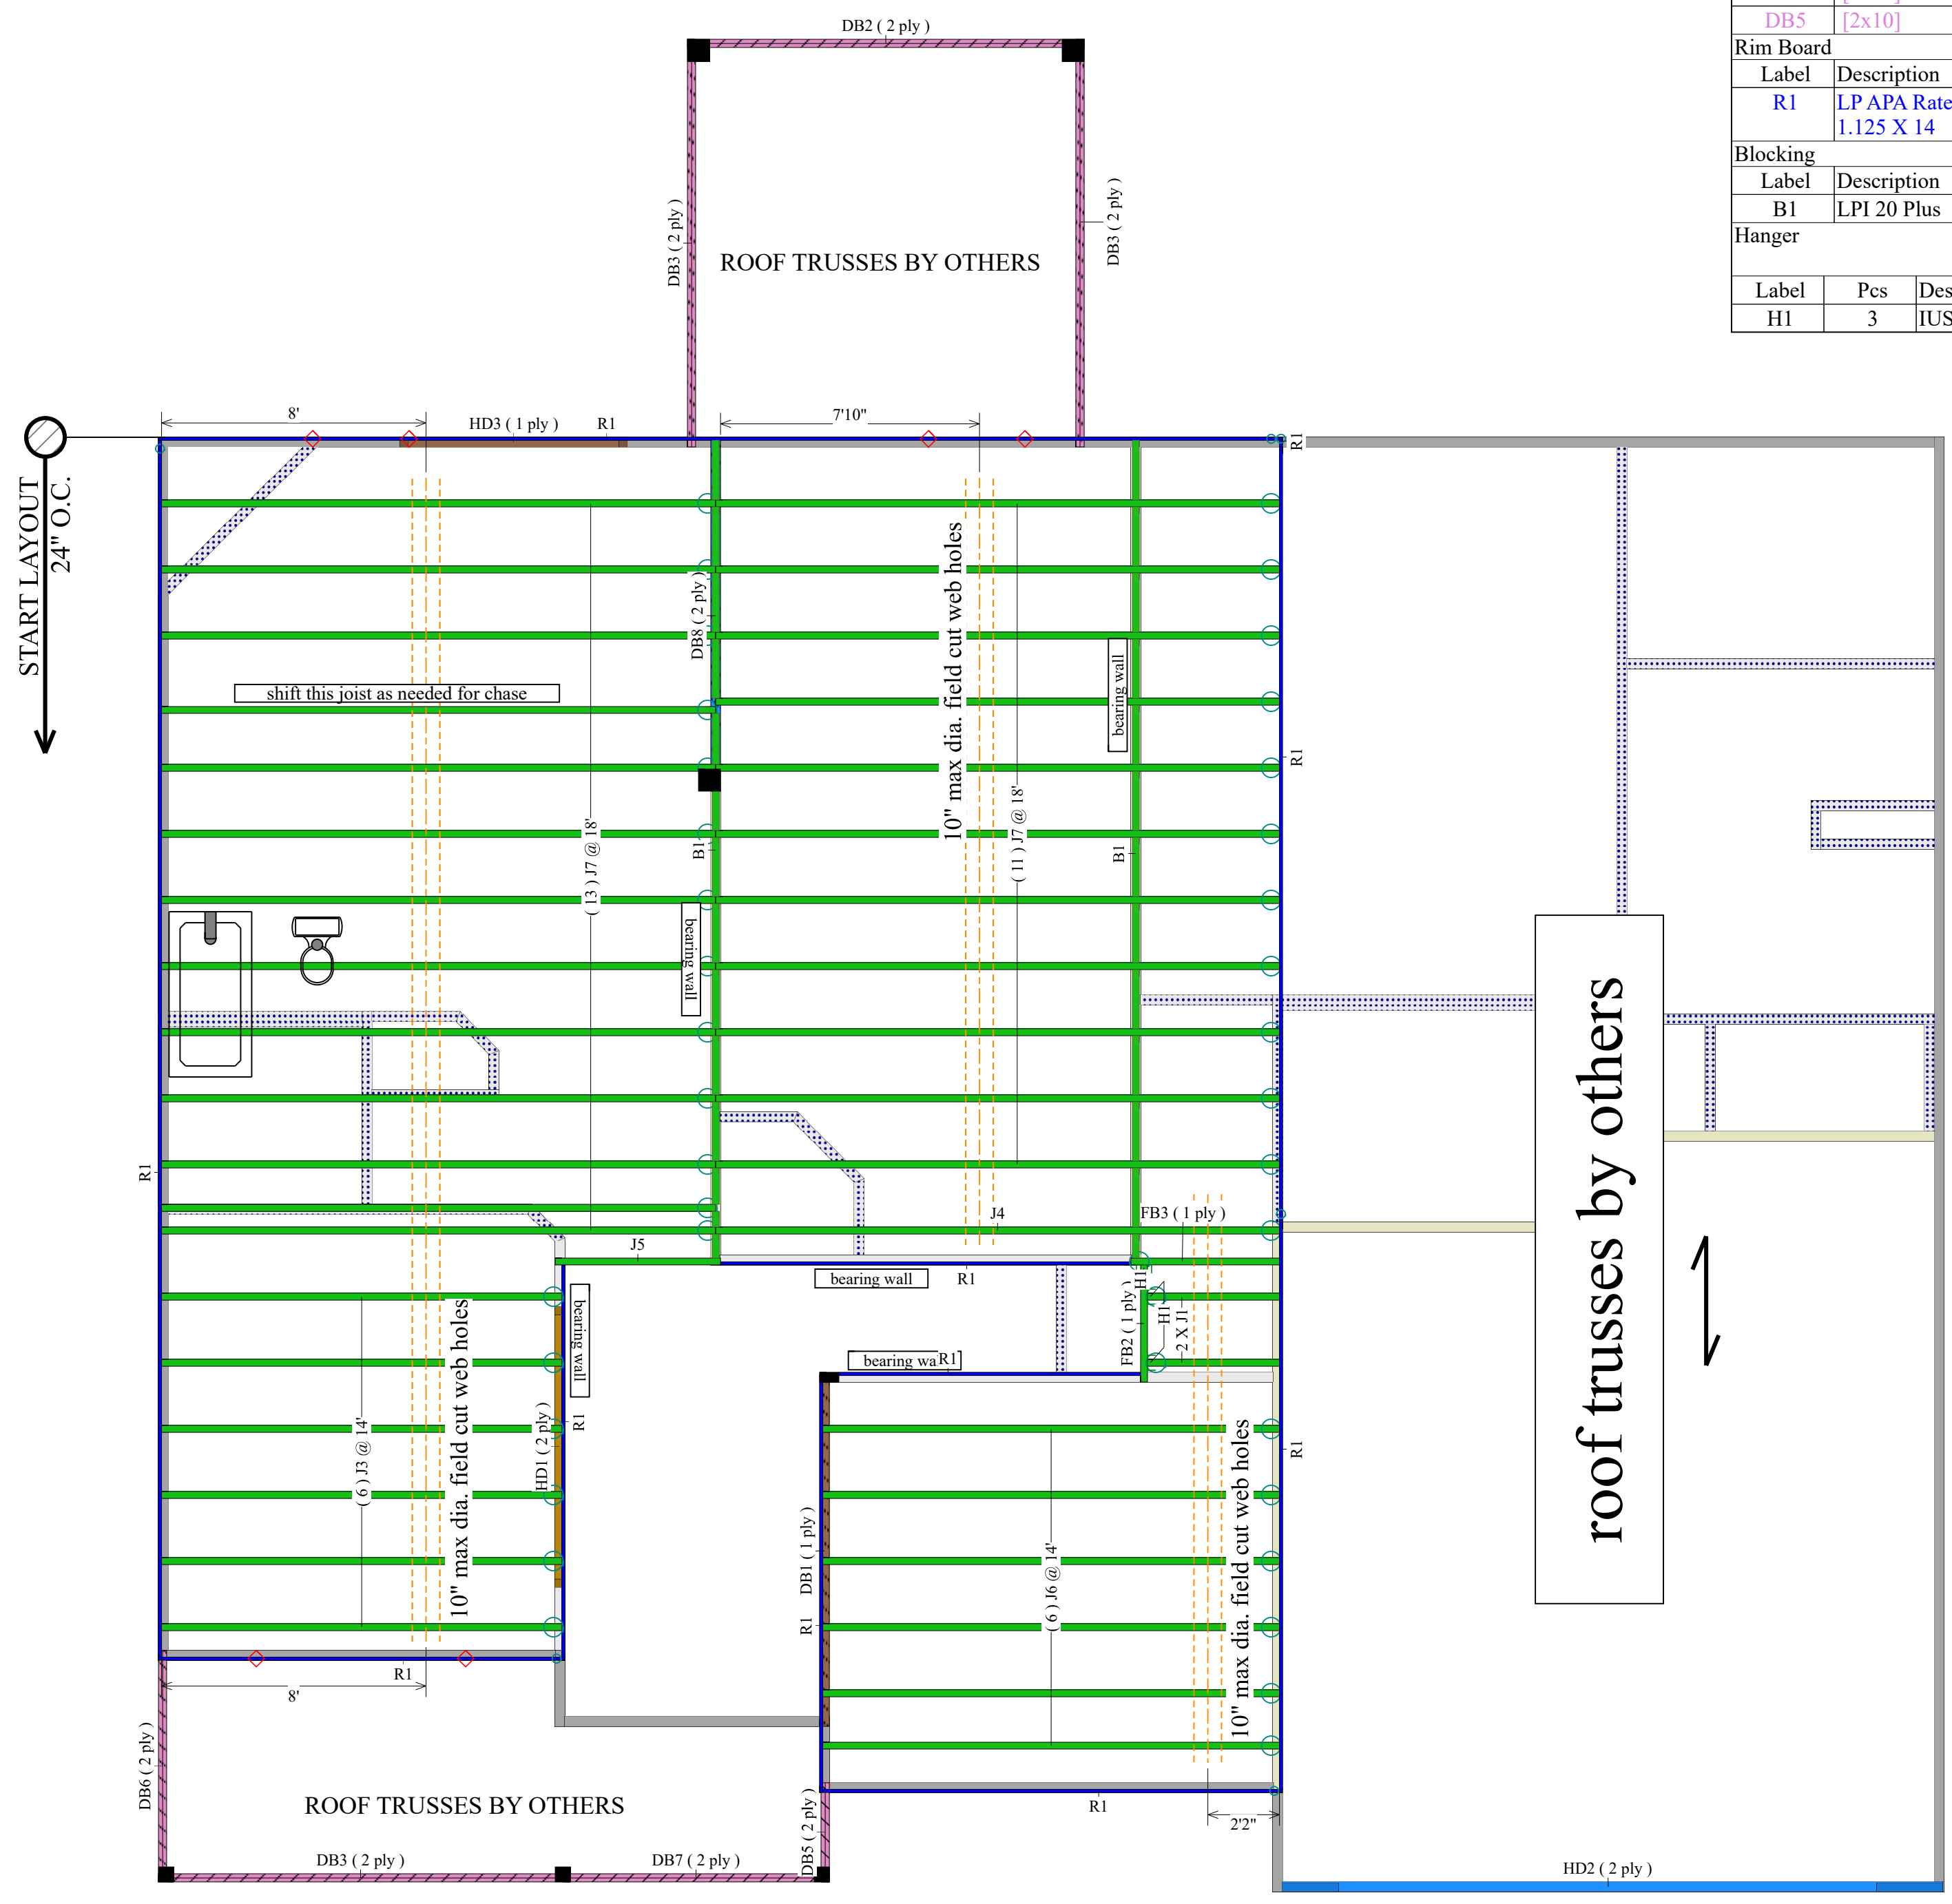 DB2 ( 2 ply )
DB5 [2x10]
Rim Board
Label Description
R1 LP APA Rate
1.125 X 14
Blocking
Label Description
B1 LPI 20 Plus
Hanger
Label Pcs Des
H1 3 IUS
DB3 ( 2 ply )
DB3 ( 2 ply )
ROOF TRUSSES BY OTHERS
8'
HD3 ( 1 ply )
R1
7'10"
R1
START LAYOUT
24" O.C.
10" max dia. field cut web holes
DB8 ( 2 ply )
bearing wall
shift this joist as needed for chase
R1
( 13 ) J7 @ 18'
B1
( 11 ) J7 @ 18'
B1
bearing wall
roof trusses by others
R1
J5
J4
FB3 ( 1 ply )
bearing wall
R1
H1
H1
FB2 ( 1 ply )
2 X J1
bearing wa
R1
bearing wall
R1
HD1 ( 2 ply )
( 6 ) J3 @ 14'
10" max dia. field cut web holes
DB1 ( 1 ply )
R1
( 6 ) J6 @ 14'
10" max dia. field cut web holes
R1
R1
8'
DB6 ( 2 ply )
ROOF TRUSSES BY OTHERS
DB5 ( 2 ply )
R1
2'2"
DB3 ( 2 ply )
DB7 ( 2 ply )
HD2 ( 2 ply )